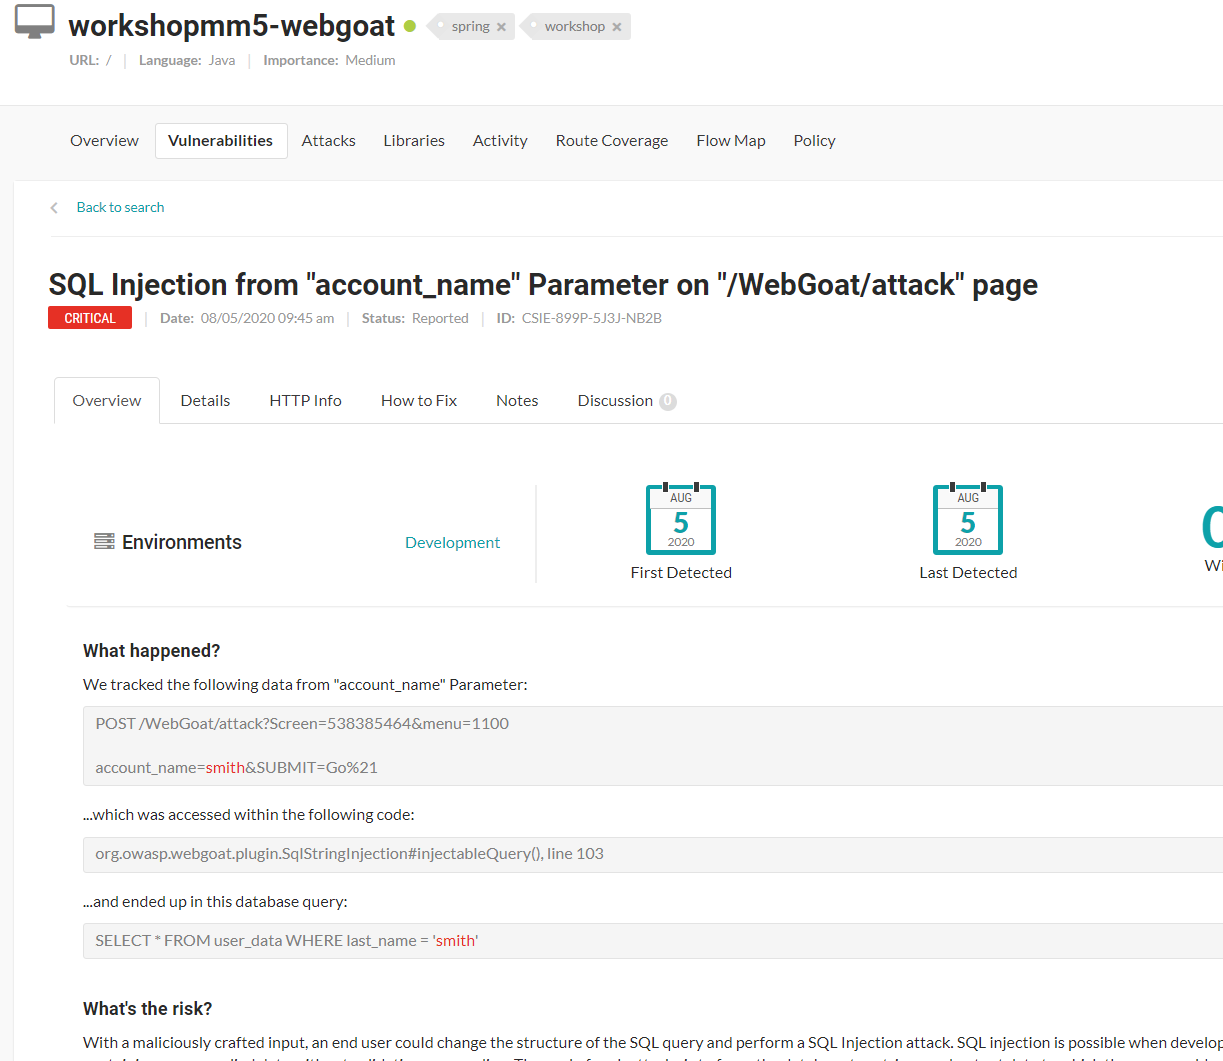 workshopmm5-webgoat spring × workshop ×
URL: / | Language: Java | Importance: Medium
Overview Vulnerabilities Attacks Libraries Activity Route Coverage Flow Map Policy
Back to search
SQL Injection from "account_name" Parameter on "/WebGoat/attack" page
CRITICAL | Date: 08/05/2020 09:45 am | Status: Reported | ID: CSIE-899P-5J3J-NB2B
Overview Details HTTP Info How to Fix Notes Discussion 0
Environments Development
AUG
5
2020
First Detected
AUG
5
2020
Last Detected
What happened?
We tracked the following data from "account_name" Parameter:
POST /WebGoat/attack?Screen=538385464&menu=1100
account_name=smith&SUBMIT=Go%21
...which was accessed within the following code:
org.owasp.webgoat.plugin.SqlStringInjection#injectableQuery(), line 103
...and ended up in this database query:
SELECT * FROM user_data WHERE last_name = 'smith'
What's the risk?
With a maliciously crafted input, an end user could change the structure of the SQL query and perform a SQL Injection attack. SQL injection is possible when develop